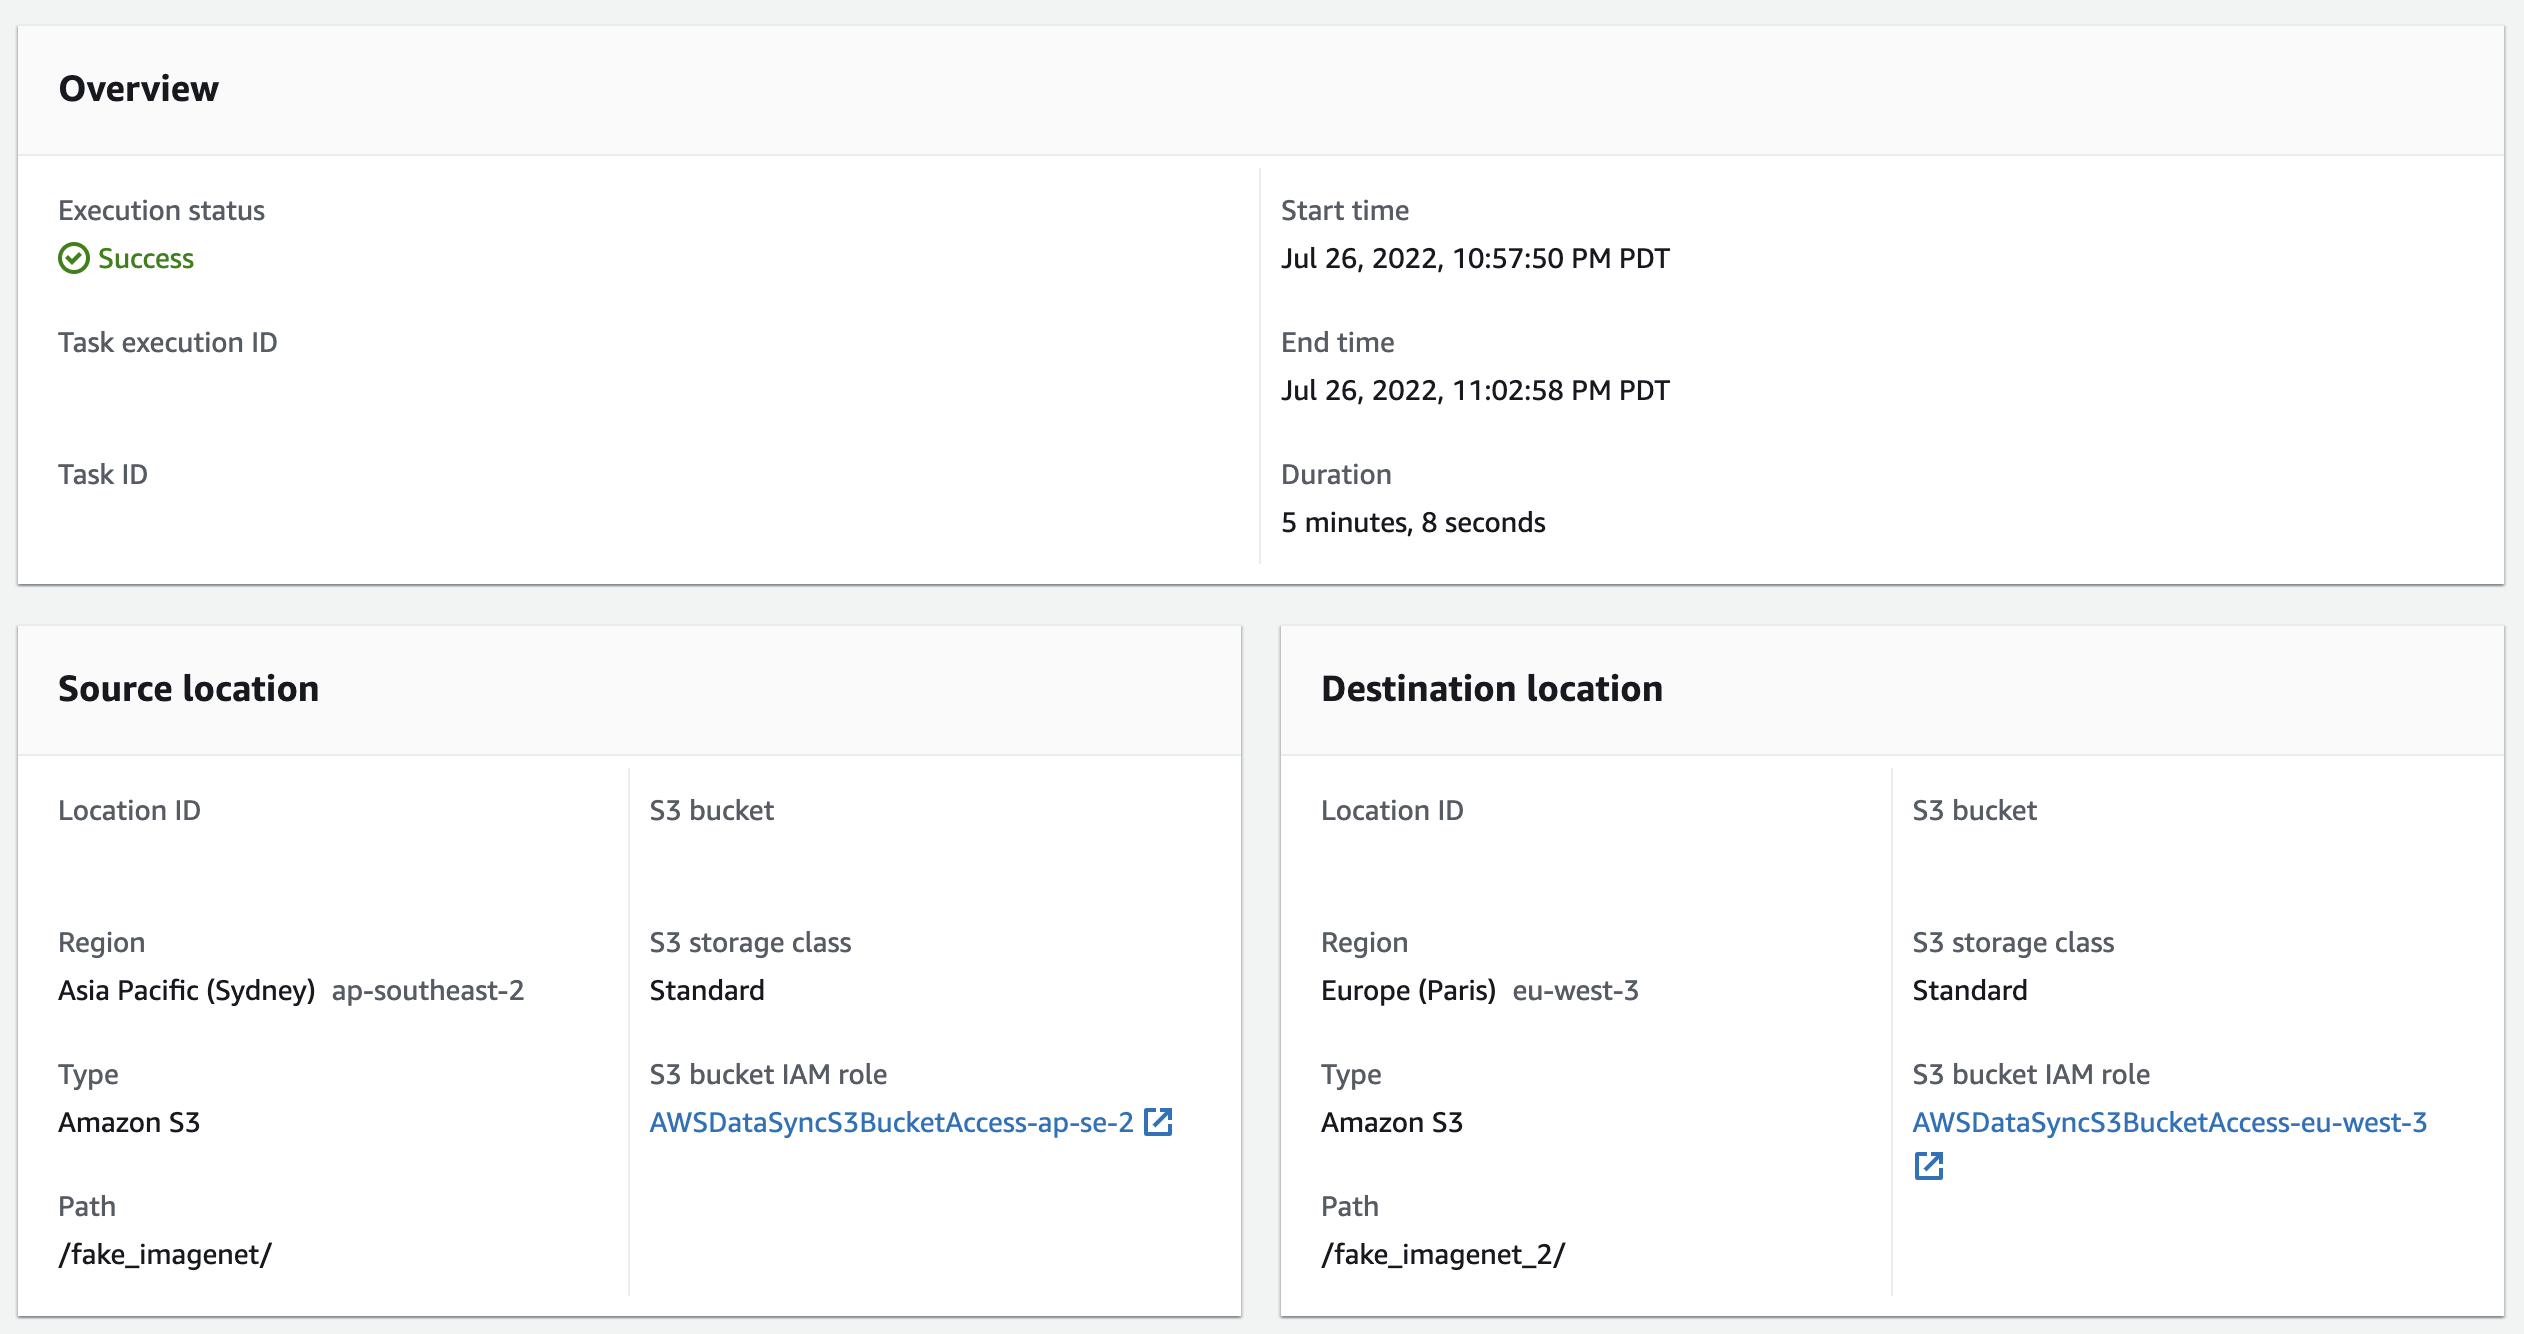 Overview
Execution status
Success
Task execution ID
Task ID
Start time
Jul 26, 2022, 10:57:50 PM PDT
End time
Jul 26, 2022, 11:02:58 PM PDT
Duration
5 minutes, 8 seconds
Source location
Location ID
Region
Asia Pacific (Sydney) ap-southeast-2
Type
Amazon S3
Path
/fake_imagenet/
S3 bucket
S3 storage class
Standard
S3 bucket IAM role
AWSDataSyncS3BucketAccess-ap-se-2
Destination location
Location ID
Region
Europe (Paris) eu-west-3
Type
Amazon S3
Path
/fake_imagenet_2/
S3 bucket
S3 storage class
Standard
S3 bucket IAM role
AWSDataSyncS3BucketAccess-eu-west-3